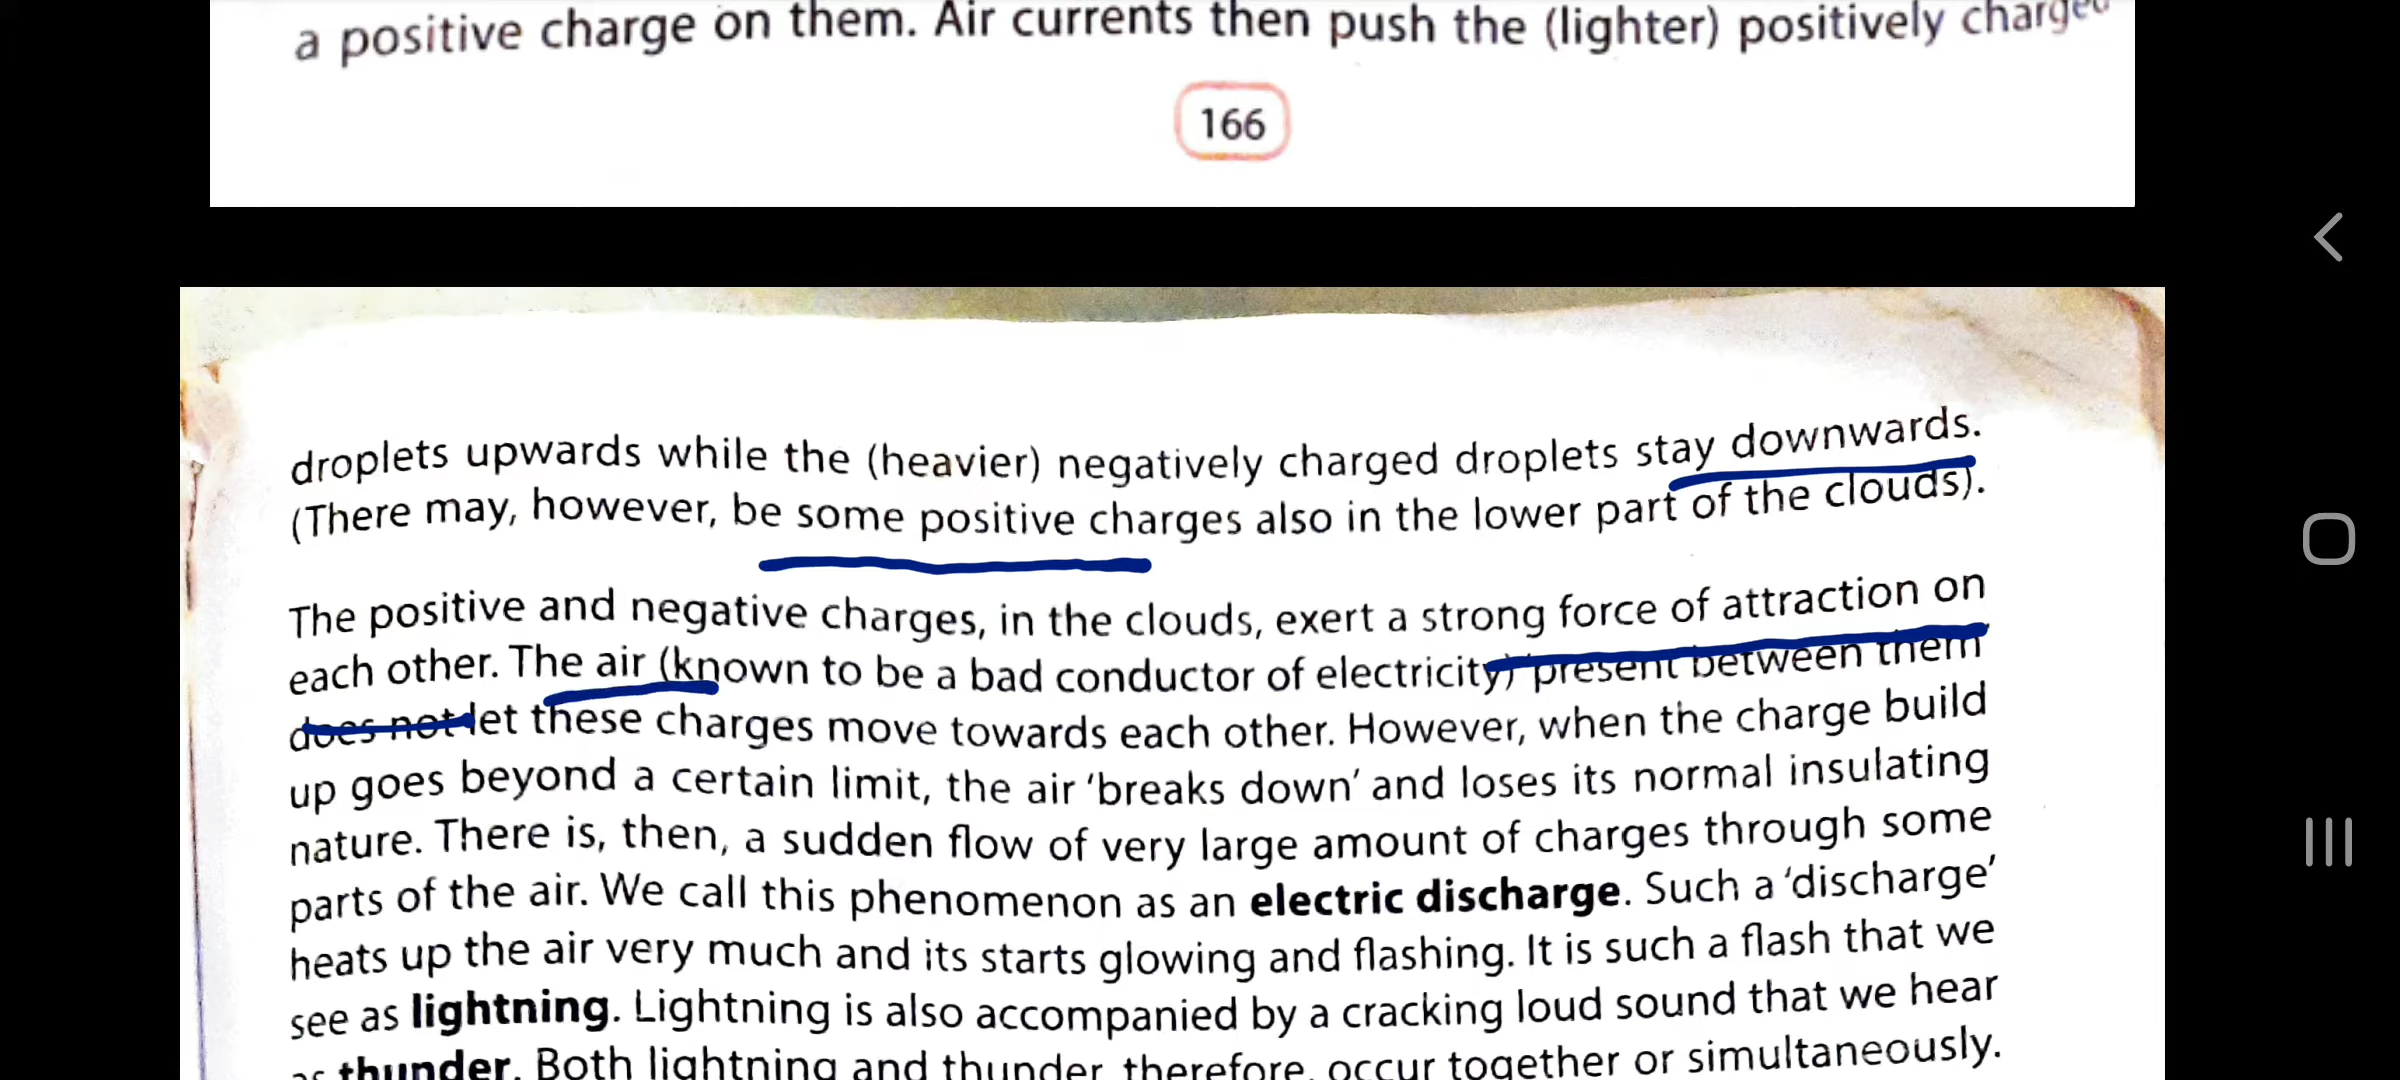 a positive charge on them. Air currents then push the (lighter) positively charged
166
droplets upwards while the (heavier) negatively charged droplets stay downwards.
(There may, however, be some positive charges also in the lower part of the clouds).
The positive and negative charges, in the clouds, exert a strong force of attraction on
each other. The air (known to be a bad conductor of electricity) present between them
does not let these charges move towards each other. However, when the charge build
up goes beyond a certain limit, the air ‘breaks down’ and loses its normal insulating
nature. There is, then, a sudden flow of very large amount of charges through some
parts of the air. We call this phenomenon as an electric discharge. Such a ‘discharge’
heats up the air very much and its starts glowing and flashing. It is such a flash that we
see as lightning. Lightning is also accompanied by a cracking loud sound that we hear
as thunder. Both lightning and thunder, therefore, occur together or simultaneously.